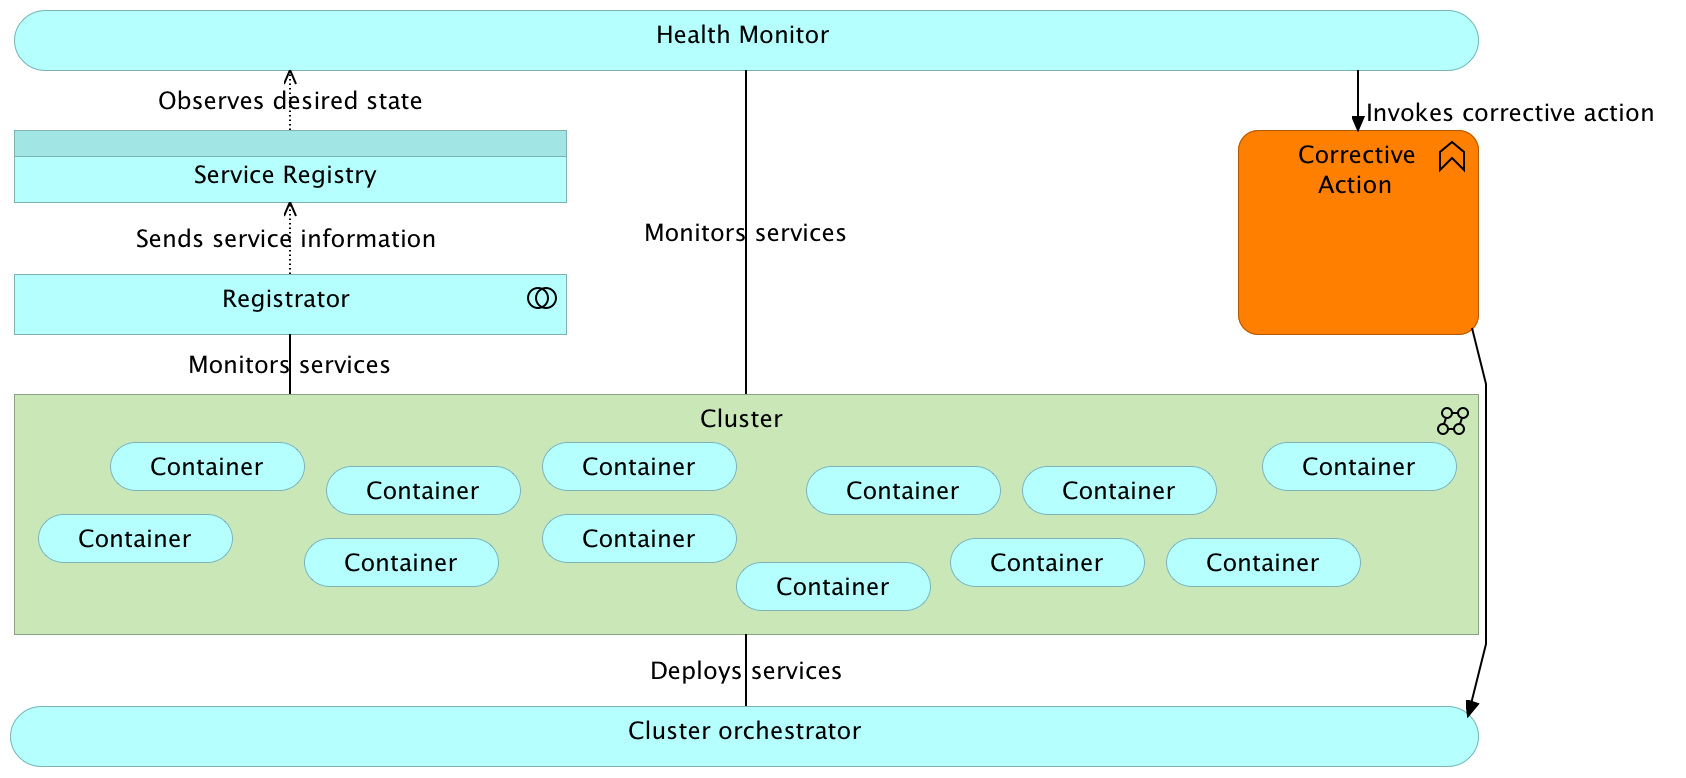 Health Monitor
Observes desired state
Invokes corrective action
Service Registry
Corrective
Action
Sends service information
Monitors services
Registrator
Monitors services
Cluster
Container
Container
Container
Container
Container
Container
Container
Container
Container
Container
Container
Container
Deploys services
Cluster orchestrator